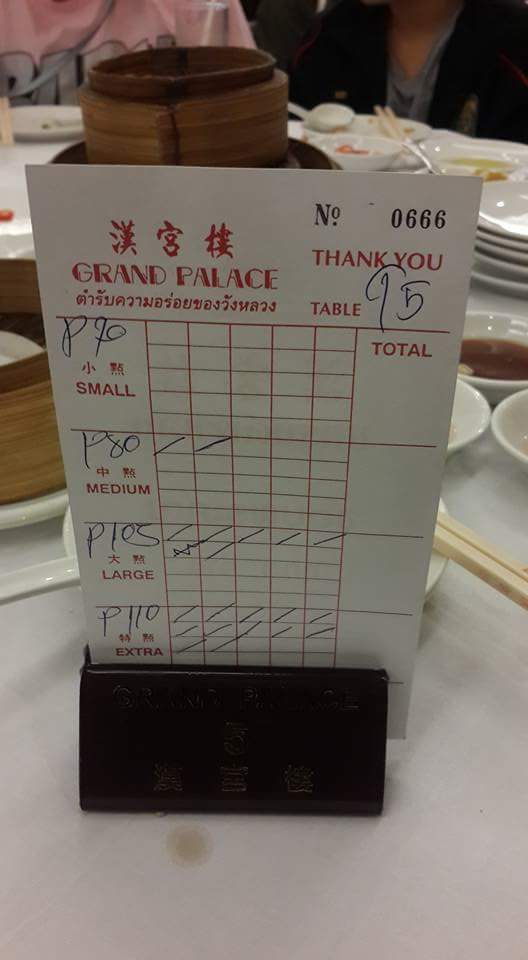 Nº 0666
漢宮樓
GRAND PALACE
THANK YOU
ตำรับความอร่อยของวังหลวง
TABLE 95
P 70
小 點
SMALL
TOTAL
P80
中 點
MEDIUM
P105
大 點
LARGE
P110
特 點
EXTRA
GRAND PALACE
5
漢宮樓